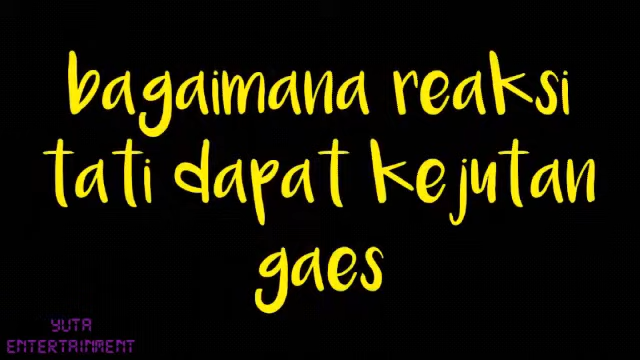 bagaimana reaksi
tati dapat kejutan
gaes
YUTA
ENTERTAINMENT